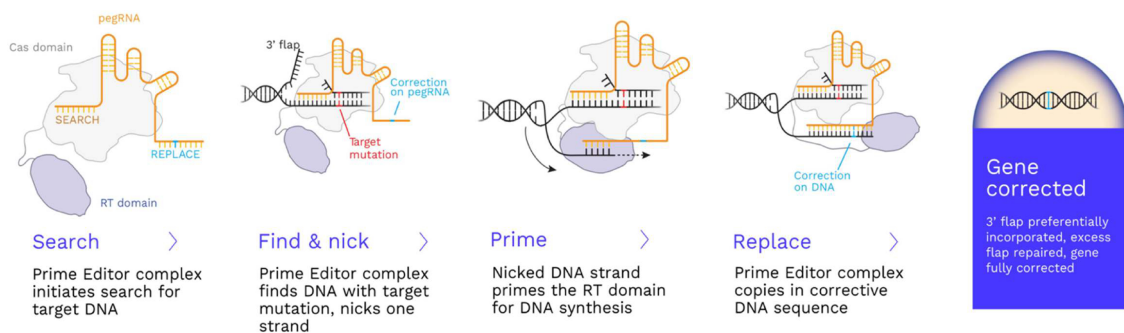 pegRNA
Cas domain
SEARCH
REPLACE
RT domain
Search
Prime Editor complex
initiates search for
target DNA
3’ flap
Correction
on pegRNA
Target
mutation
Find & nick
Prime Editor complex
finds DNA with target
mutation, nicks one
strand
Prime
Nicked DNA strand
primes the RT domain
for DNA synthesis
Correction
on DNA
Replace
Prime Editor complex
copies in corrective
DNA sequence
Gene
corrected
3’ flap preferentially
incorporated, excess
flap repaired, gene
fully corrected